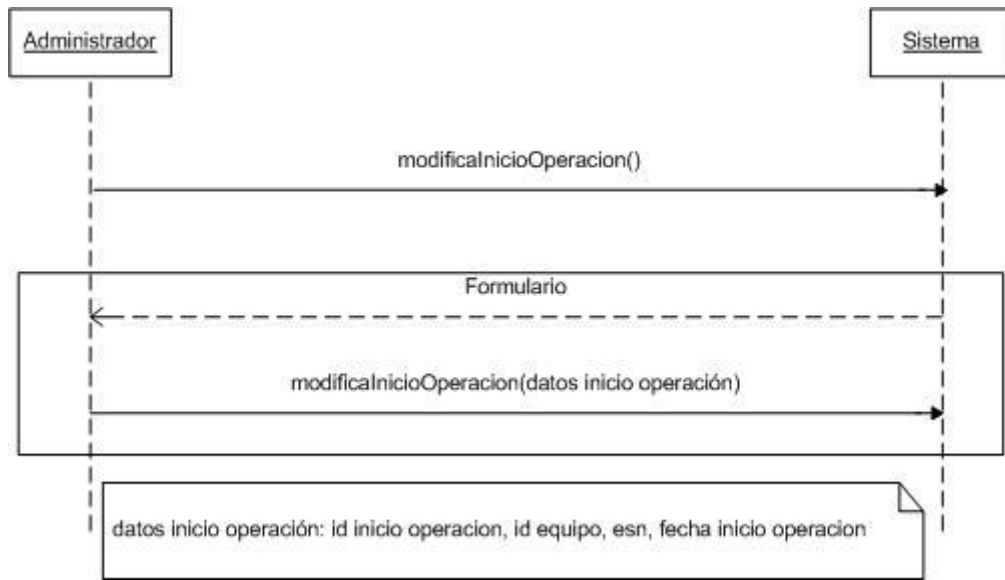 Administrador
Sistema
modificaInicioOperacion()
Formulario
modificaInicioOperacion(datos inicio operación)
datos inicio operación: id inicio operacion, id equipo, esn, fecha inicio operacion